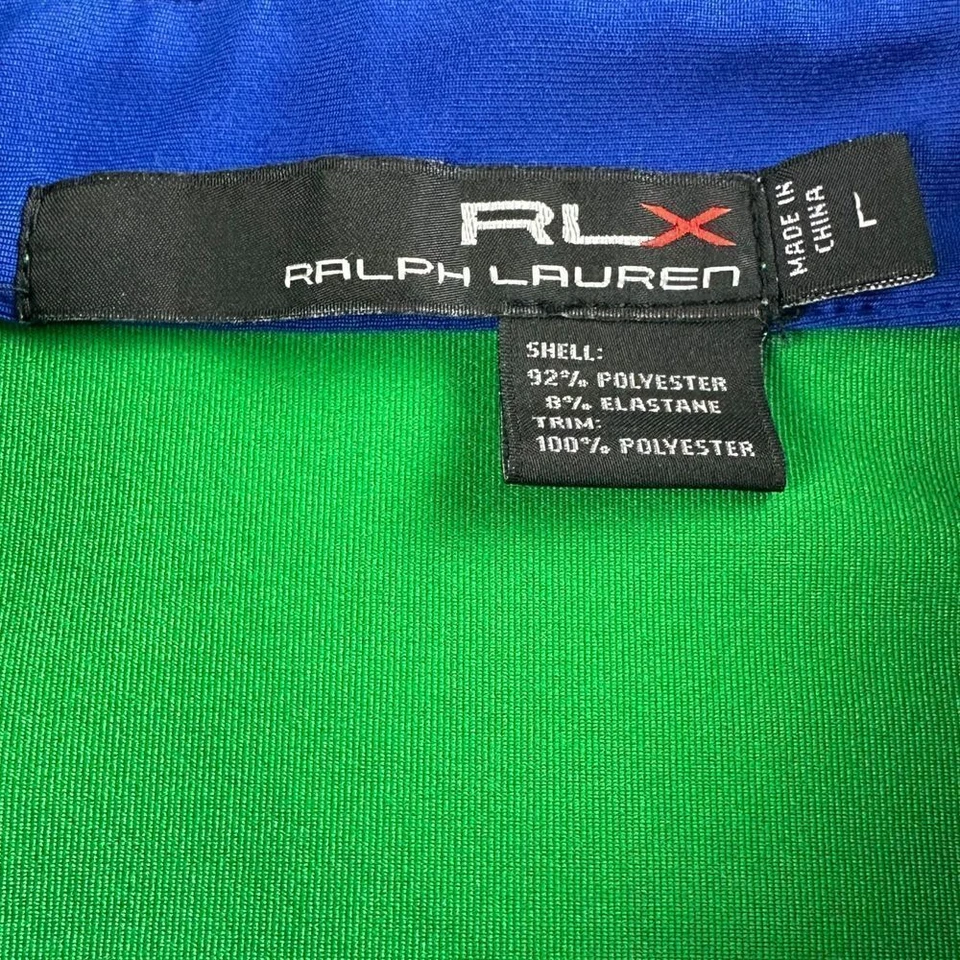 RLX
RALPH LAUREN
MADE IN
CHINA
L
SHELL:
92% POLYESTER
8% ELASTANE
TRIM:
100% POLYESTER